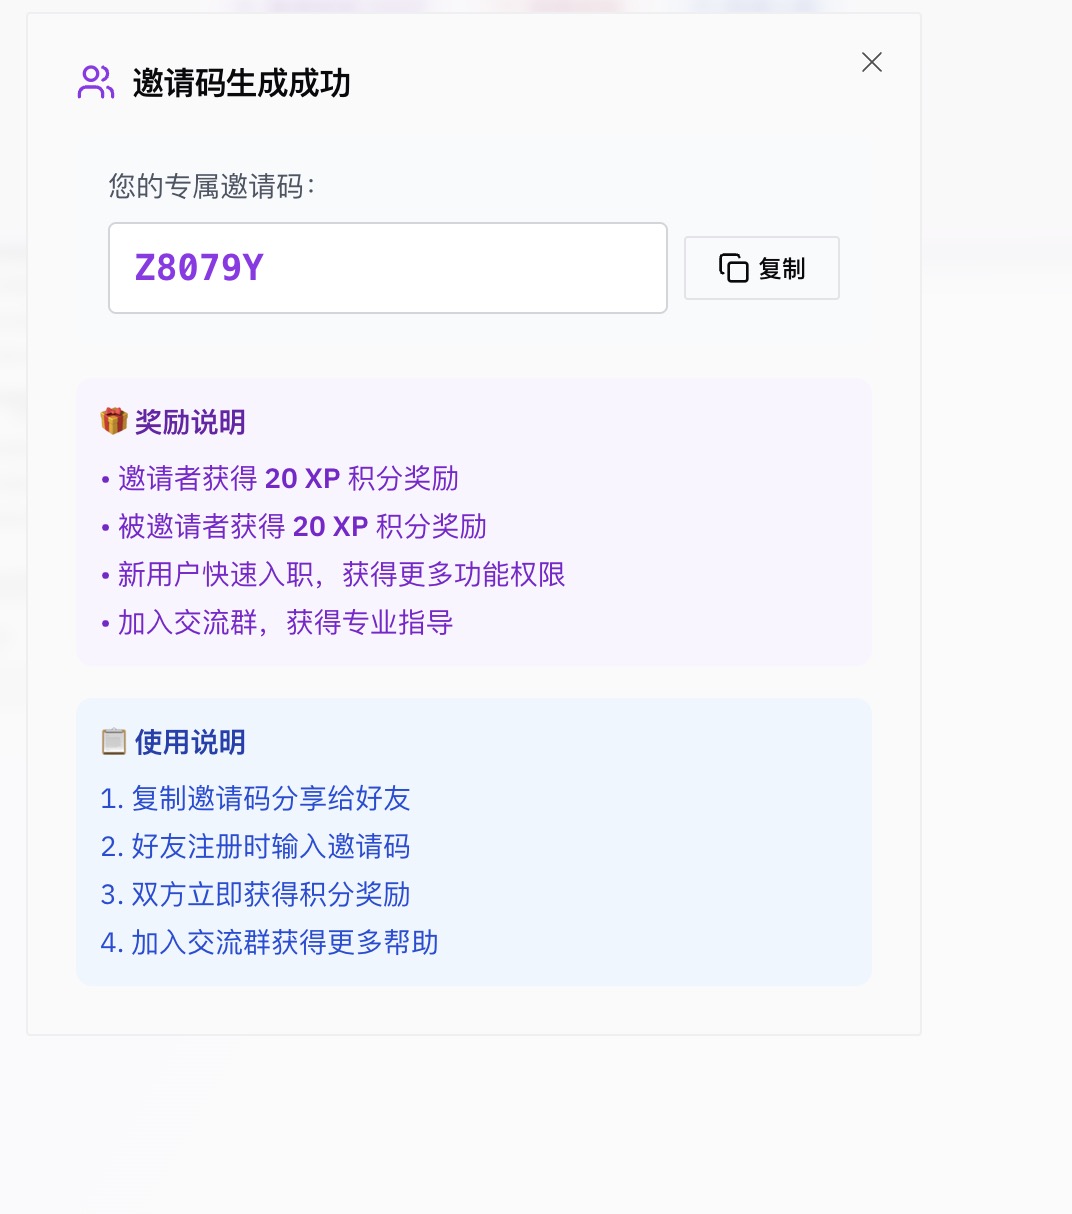 邀请码生成成功
您的专属邀请码：
Z8079Y
复制
奖励说明
• 邀请者获得 20 XP 积分奖励
• 被邀请者获得 20 XP 积分奖励
• 新用户快速入职，获得更多功能权限
• 加入交流群，获得专业指导
使用说明
1. 复制邀请码分享给好友
2. 好友注册时输入邀请码
3. 双方立即获得积分奖励
4. 加入交流群获得更多帮助